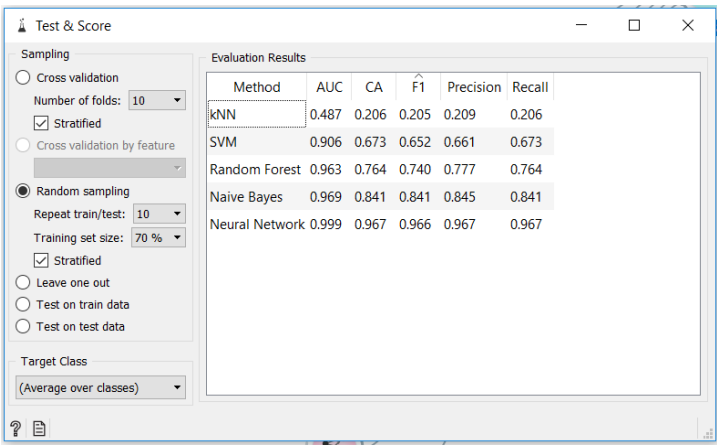 Test & Score
Sampling
Cross validation
Number of folds: 10
Stratified
Cross validation by feature
Random sampling
Repeat train/test: 10
Training set size: 70 %
Stratified
Leave one out
Test on train data
Test on test data
Target Class
(Average over classes)
Evaluation Results
Method AUC CA F1 Precision Recall
kNN 0.487 0.206 0.205 0.209 0.206
SVM 0.906 0.673 0.652 0.661 0.673
Random Forest 0.963 0.764 0.740 0.777 0.764
Naive Bayes 0.969 0.841 0.841 0.845 0.841
Neural Network 0.999 0.967 0.966 0.967 0.967
?